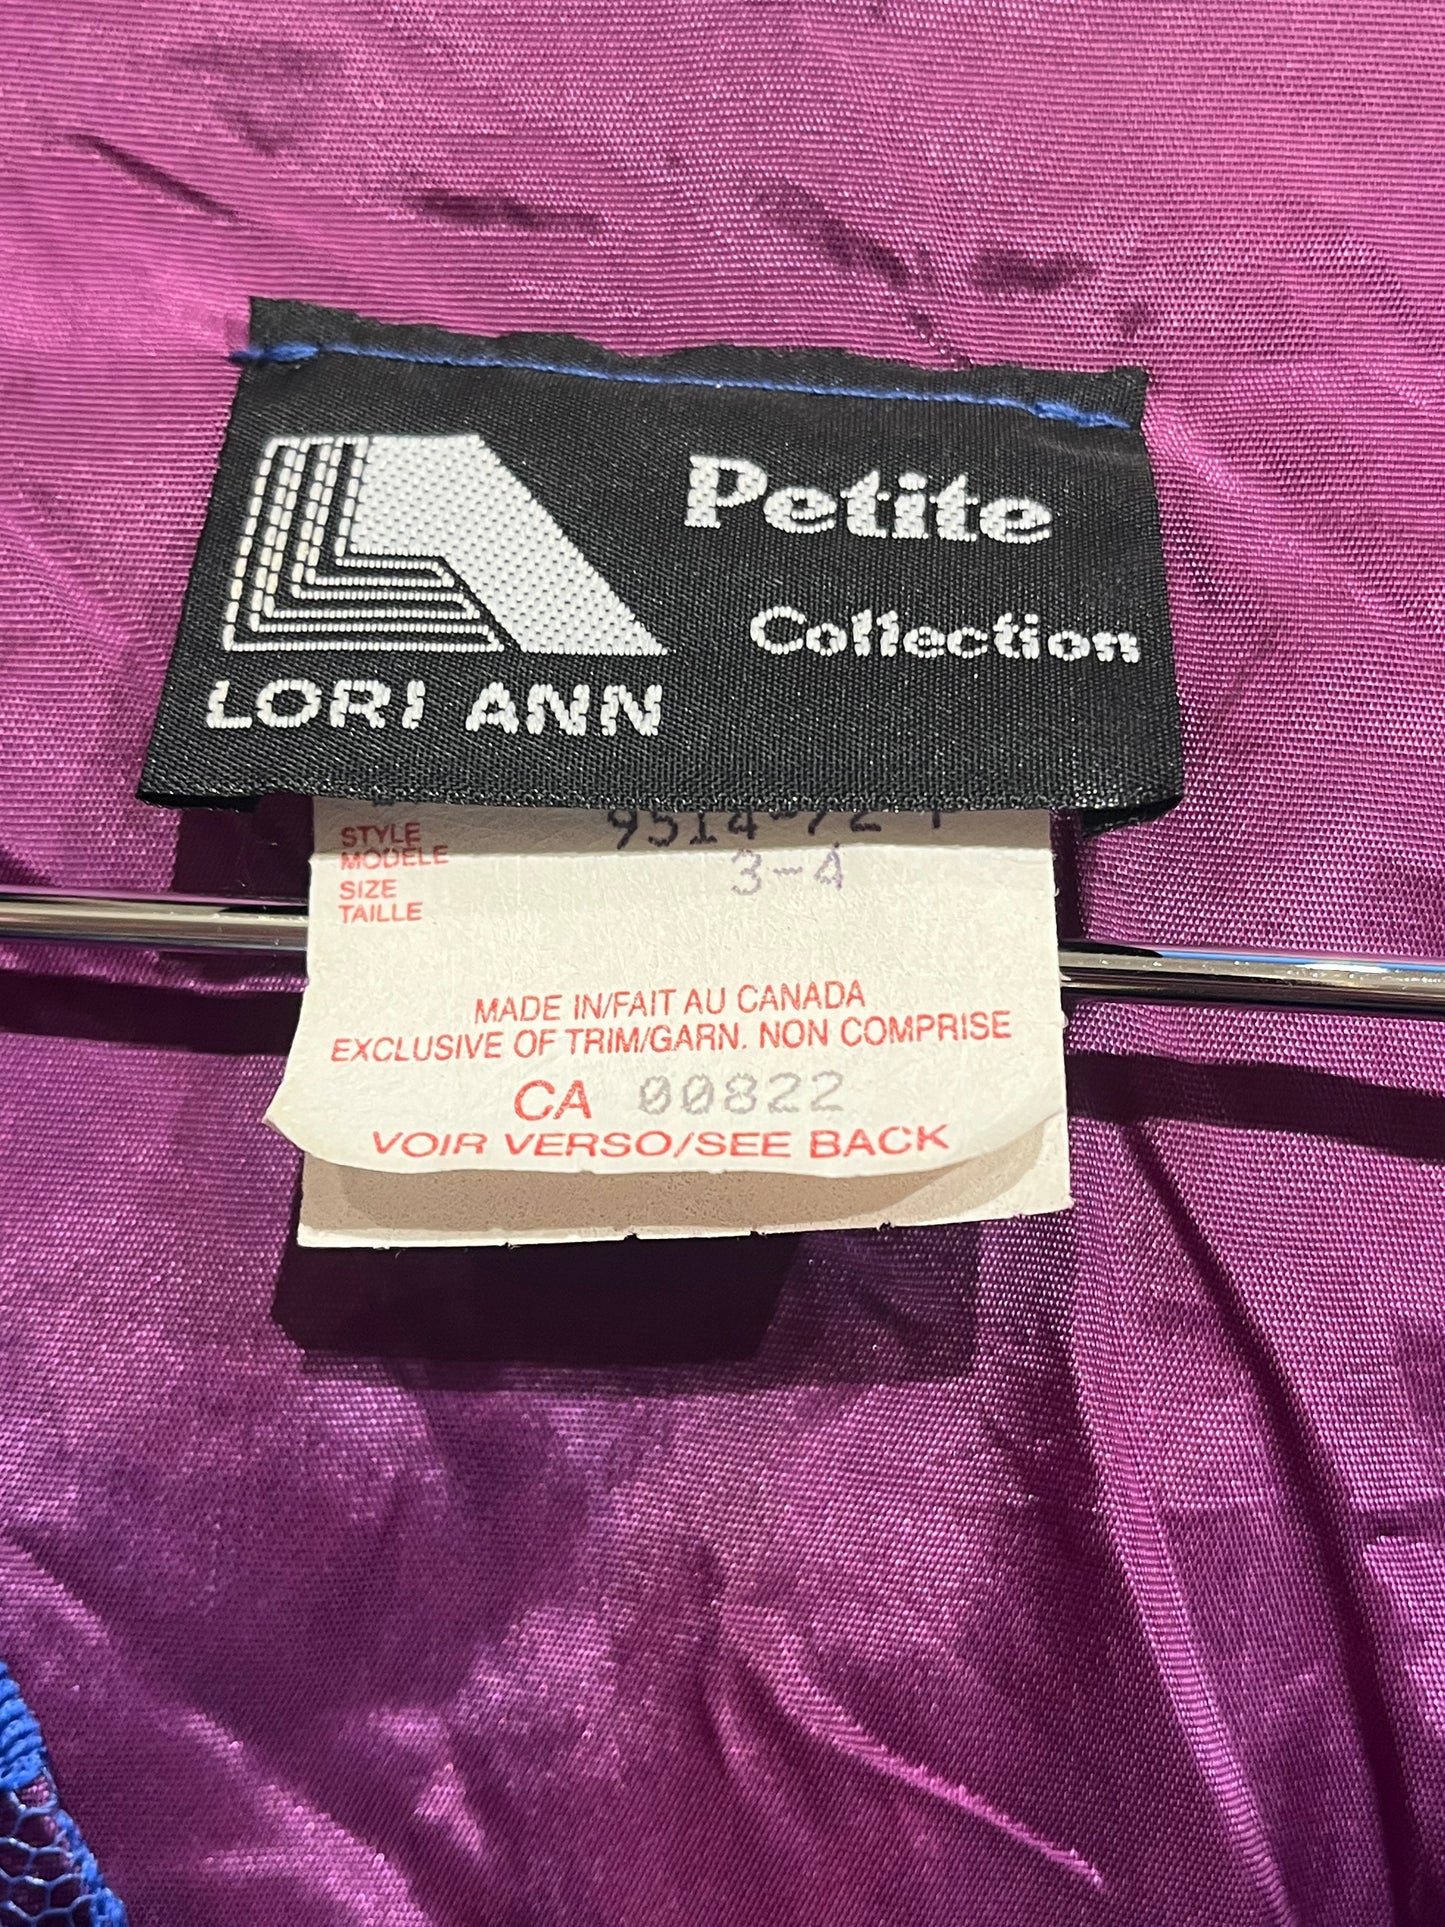 Petite
Collection
LORI ANN
STYLE
MODÈLE
SIZE 3-4
TAILLE
MADE IN/FAIT AU CANADA
EXCLUSIVE OF TRIM/GARN. NON COMPRISE
CA 00822
VOIR VERSO/SEE BACK